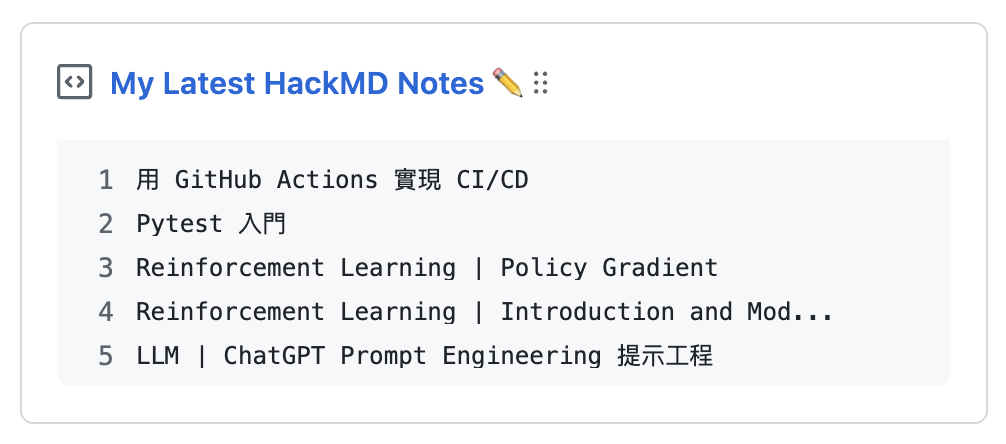 My Latest HackMD Notes ✏️
1 用 GitHub Actions 實現 CI/CD
2 Pytest 入門
3 Reinforcement Learning | Policy Gradient
4 Reinforcement Learning | Introduction and Mod...
5 LLM | ChatGPT Prompt Engineering 提示工程